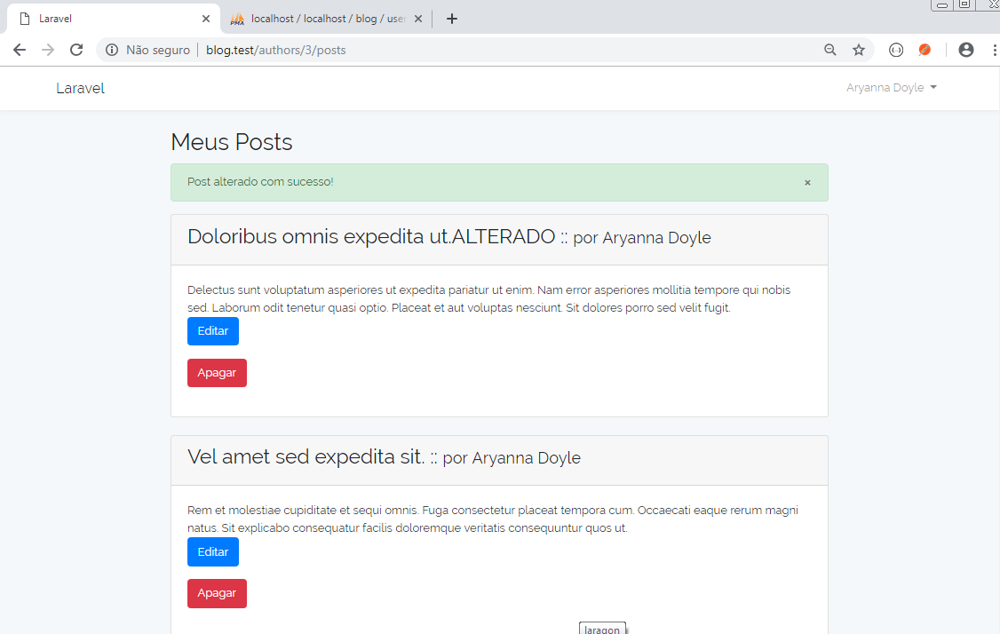 Laravel
PMA localhost / localhost / blog / user
Não seguro blog.test/authors/3/posts
Laravel
Aryanna Doyle
Meus Posts
Post alterado com sucesso!
×
Doloribus omnis expedita ut.ALTERADO :: por Aryanna Doyle
Delectus sunt voluptatum asperiores ut expedita pariatur ut enim. Nam error asperiores mollitia tempore qui nobis
sed. Laborum odit tenetur quasi optio. Placeat et aut voluptas nesciunt. Sit dolores porro sed velit fugit.
Editar
Apagar
Vel amet sed expedita sit. :: por Aryanna Doyle
Rem et molestiae cupiditate et sequi omnis. Fuga consectetur placeat tempora cum. Occaecati eaque rerum magni
natus. Sit explicabo consequatur facilis doloremque veritatis consequuntur quos ut.
Editar
Apagar
laragon